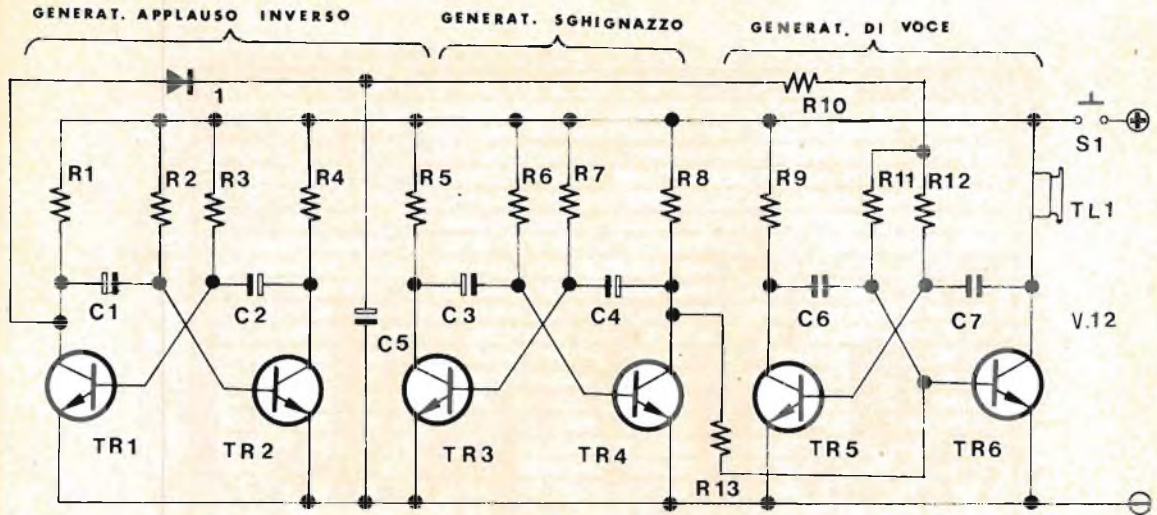 GENERAT. APPLAUSO INVERSO
GENERAT. SGHIGNAZZO
GENERAT. DI VOCE
1
R10
S1
R1
R2
R3
R4
R5
R6
R7
R8
R9
R11
R12
TL1
C1
C2
C5
C3
C4
C6
C7
V.12
TR1
TR2
TR3
TR4
R13
TR5
TR6